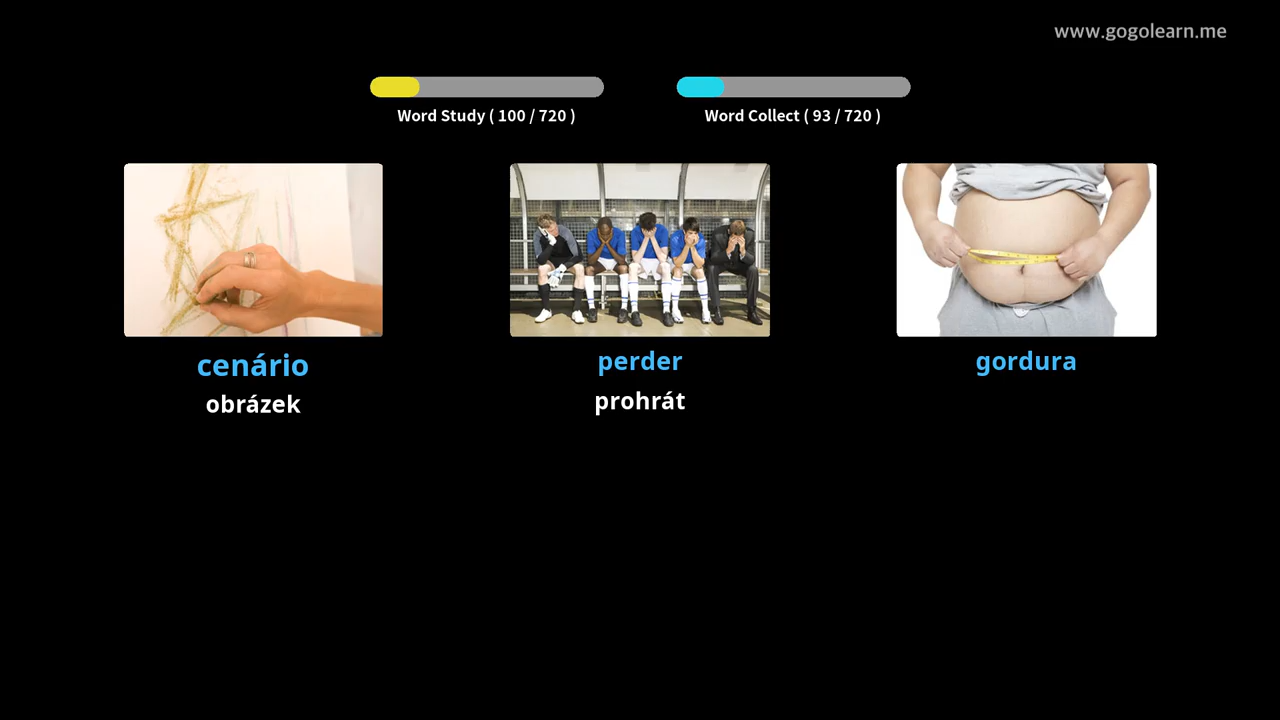 www.gogolearn.me
Word Study ( 100 / 720 )
Word Collect ( 93 / 720 )
cenário
perder
gordura
obrázek
prohrát